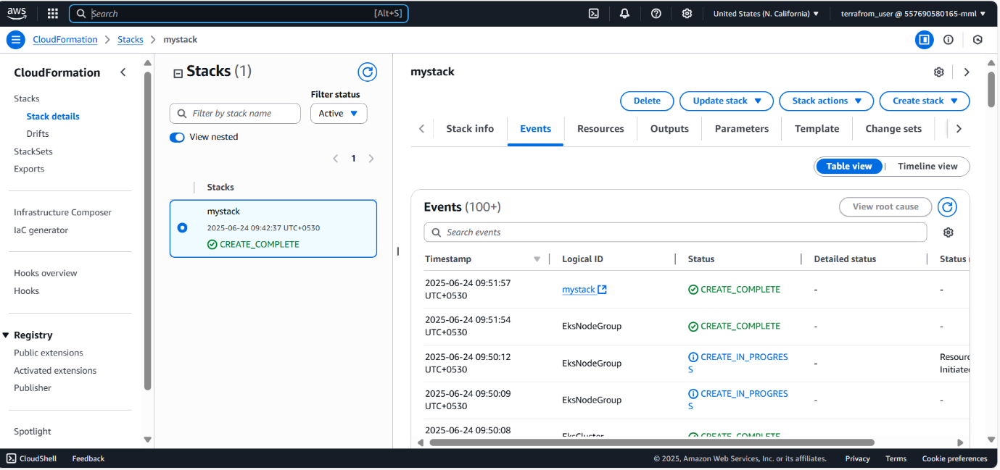 aws
Search [Alt+S]
United States (N. California) ▼
terrafrom_user @ 557690580165-mml ▼
CloudFormation > Stacks > mystack
CloudFormation
Stacks
Stack details
Drifts
StackSets
Exports
Infrastructure Composer
IaC generator
Hooks overview
Hooks
Registry
Public extensions
Activated extensions
Publisher
Spotlight
Stacks (1)
Filter status
Filter by stack name
Active
View nested
1
Stacks
mystack
2025-06-24 09:42:37 UTC+0530
CREATE_COMPLETE
mystack
Delete Update stack Stack actions Create stack
Stack info Events Resources Outputs Parameters Template Change sets
Table view Timeline view
Events (100+)
View root cause
Search events
Timestamp Logical ID Status Detailed status Status
2025-06-24 09:51:57
UTC+0530
mystack
CREATE_COMPLETE
-
-
2025-06-24 09:51:54
UTC+0530
EksNodeGroup
CREATE_COMPLETE
-
-
2025-06-24 09:50:12
UTC+0530
EksNodeGroup
CREATE_IN_PROGRES
S
-
Resourc
Initiate
2025-06-24 09:50:09
UTC+0530
EksNodeGroup
CREATE_IN_PROGRES
S
-
-
2025-06-24 09:50:08
EksCluster
CREATE_COMPLETE
CloudShell Feedback
© 2025, Amazon Web Services, Inc. or its affiliates. Privacy Terms Cookie preferences